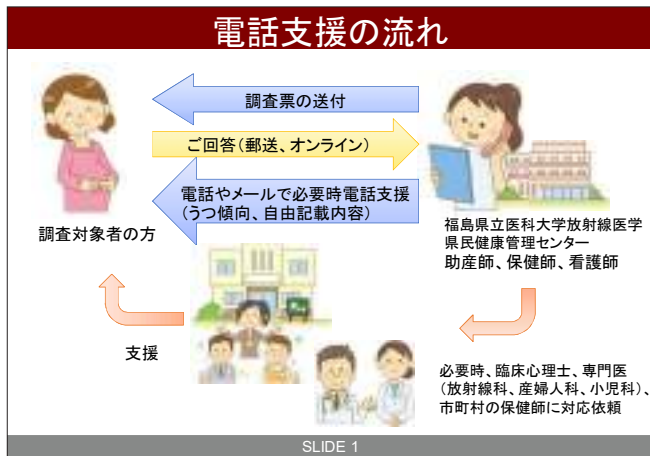 電話支援の流れ
調査票の送付
ご回答(郵送、オンライン)
電話やメールで必要時電話支援
(うつ傾向、自由記載内容)
調査対象者の方
福島県立医科大学放射線医学
県民健康管理センター
助産師、保健師、看護師
支援
必要時、臨床心理士、専門医
(放射線科、産婦人科、小児科)、
市町村の保健師に対応依頼
SLIDE 1